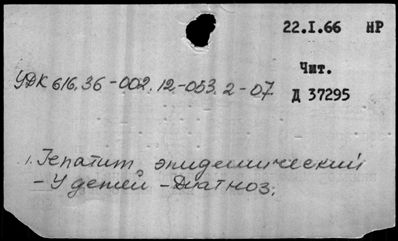 22.I.66 НР
Чит.
Д 37295
УДК 616.36-002.12-053.2-07
1. Гепатит эпидемический
- У детей - Диагноз.